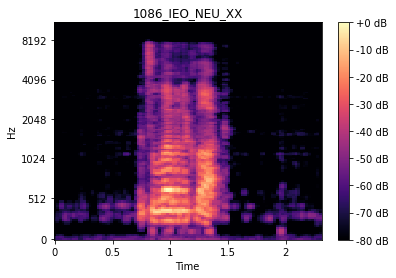 1086_IEO_NEU_XX
Hz
8192
4096
2048
1024
512
0
0
0.5
1
1.5
2
Time
+0 dB
-10 dB
-20 dB
-30 dB
-40 dB
-50 dB
-60 dB
-70 dB
-80 dB